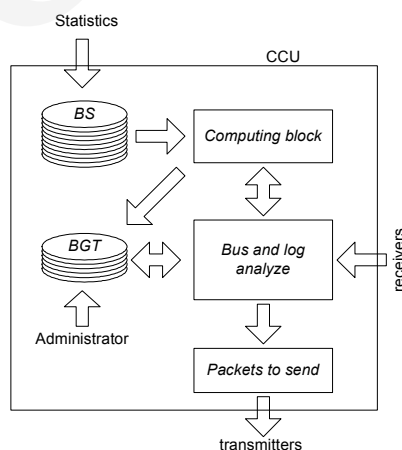 Statistics
CCU
BS
Computing block
BGT
Bus and log
analyze
receivers
Administrator
Packets to send
transmitters